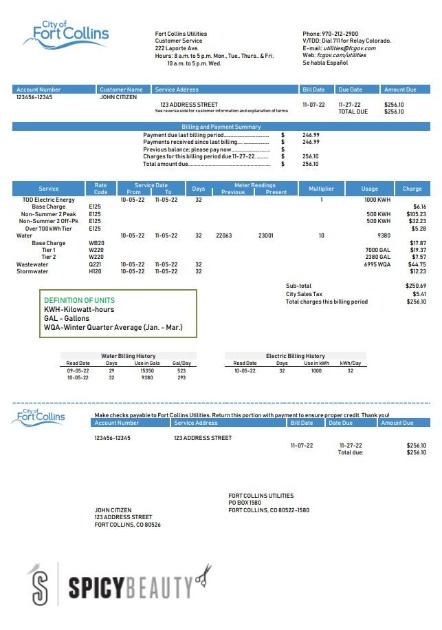 City of
Fort Collins
Fort Collins Utilities
Customer Service
222 Laporte Ave.
Hours: 8 a.m. to 5 p.m. Mon., Tue., Thurs., & Fri.
10 a.m. to 5 p.m. Wed.
Phone: 970-212-2900
V/TDD: Dial 711 for Relay Colorado.
E-mail: utilities@fcgov.com
Web: fcgov.com/utilities
Se habla Español
Account Number Customer Name Service Address Bill Date Due Date Amount Due
123456-12345 JOHN CITIZEN
123 ADDRESS STREET 11-07-22 11-27-22 $256.10
TOTAL DUE $256.10
Billing and Payment Summary
Payment due last billing period............ $ 246.99
Payments received since last billing...... $ 246.99
Previous balance; please pay now........... $
Charges for this billing period due 11-27-22. ....... $ 256.10
Total amount due......................... $ 256.10
Service Rate Code Service Date From To Days Meter Readings Previous Present Multiplier Usage Charge
TOD Electric Energy 10-05-22 11-05-22 32 1 1000 KWH
Base Charge E125 $6.16
Non-Summer 2 Peak E125 500 KWH $105.23
Non-Summer 2 Off-Pk E125 500 KWH $32.23
Over 700 kWh Tier E125 $5.28
Water 10-05-22 11-05-22 32 22063 23001 10 9380
Base Charge WB20 $17.87
Tier 1 W220 7000 GAL $19.37
Tier 2 W220 2380 GAL $7.57
Wastewater Q221 10-05-22 11-05-22 32 6995 WQA $44.75
Stormwater H120 10-05-22 11-05-22 32 $12.23
Sub-total $250.69
City Sales Tax $5.41
Total charges this billing period $256.10
DEFINITION OF UNITS
KWH-Kilowatt-hours
GAL - Gallons
WQA-Winter Quarter Average (Jan. - Mar.)
Water Billing History
Read Date Days Use in Gals Gal/Day
09-05-22 29 15350 523
10-05-22 32 9380 293
Electric Billing History
Read Date Days Use in kWh kWh/Day
10-05-22 32 1000 32
City of
Fort Collins
Make checks payable to Fort Collins Utilities. Return this portion with payment to ensure proper credit. Thank you!
Account Number Service Address Bill Date Date Due Amount Due
123456-12345 123 ADDRESS STREET
11-07-22 11-27-22 $256.10
Total due: $256.10
FORT COLLINS UTILITIES
PO BOX 1580
FORT COLLINS, CO 80522-1580
JOHN CITIZEN
123 ADDRESS STREET
FORT COLLINS, CO 80526
S SPICYBEAUTY